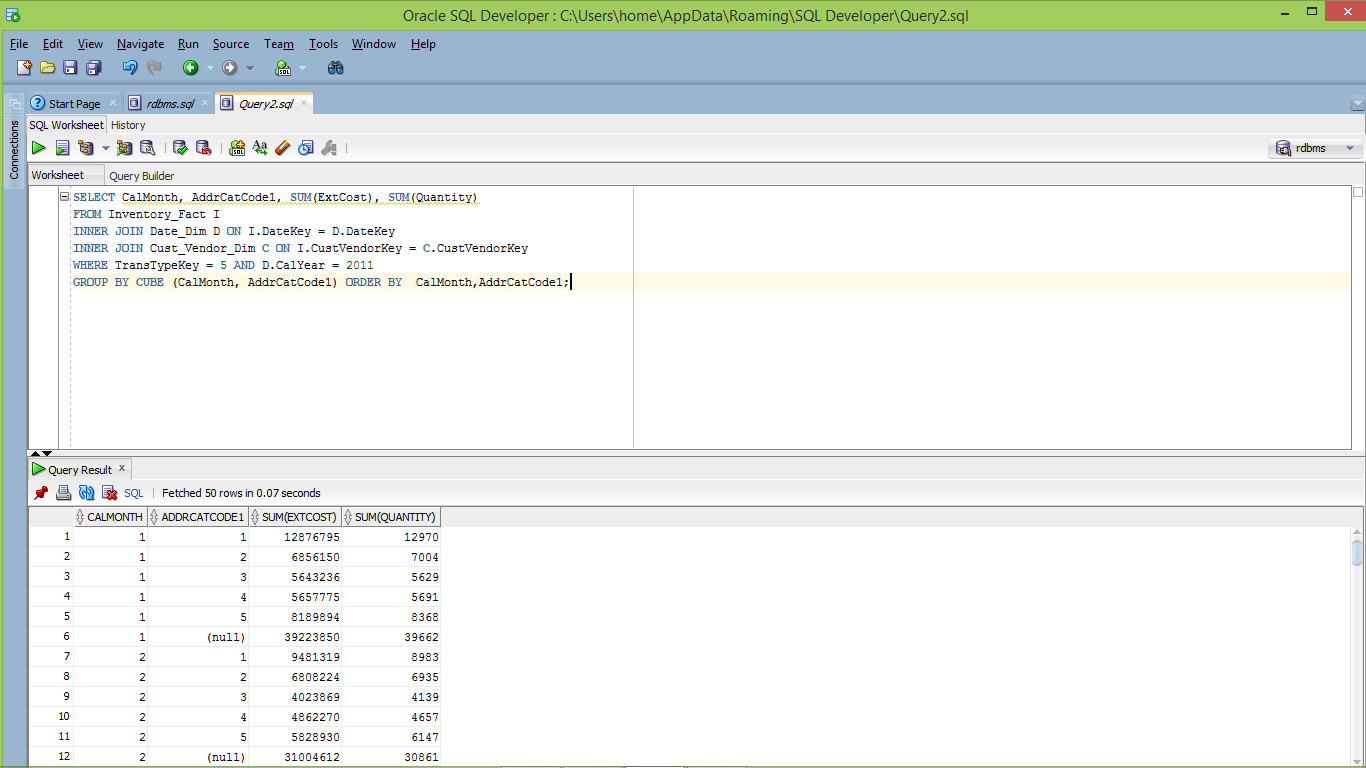 Oracle SQL Developer : C:\Users\home\AppData\Roaming\SQL Developer\Query2.sql
File Edit View Navigate Run Source Team Tools Window Help
Start Page rdbms.sql Query2.sql
Connections
SQL Worksheet History
rdbms
Worksheet Query Builder
SELECT CalMonth, AddrCatCode1, SUM(ExtCost), SUM(Quantity)
FROM Inventory_Fact I
INNER JOIN Date_Dim D ON I.DateKey = D.DateKey
INNER JOIN Cust_Vendor_Dim C ON I.CustVendorKey = C.CustVendorKey
WHERE TransTypeKey = 5 AND D.CalYear = 2011
GROUP BY CUBE (CalMonth, AddrCatCode1) ORDER BY  CalMonth,AddrCatCode1;
Query Result x
SQL | Fetched 50 rows in 0.07 seconds
CALMONTH ADDRCATCODE1 SUM(EXTCOST) SUM(QUANTITY)
1 1 1 12876795 12970
2 1 2 6856150 7004
3 1 3 5643236 5629
4 1 4 5657775 5691
5 1 5 8189894 8368
6 1 (null) 39223850 39662
7 2 1 9481319 8983
8 2 2 6808224 6935
9 2 3 4023869 4139
10 2 4 4862270 4657
11 2 5 5828930 6147
12 2 (null) 31004612 30861